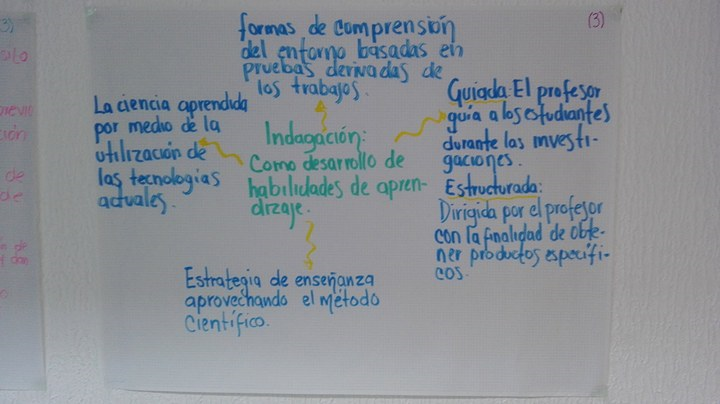 (3)
formas de comprensión
del entorno basadas en
pruebas derivadas de
los trabajos.
La ciencia aprendida
por medio de la
utilización de
las tecnologías
actuales.
Indagación:
Como desarrollo de
habilidades de apren-
dizaje.
Guiada: El profesor
guía a los estudiantes
durante las investi-
gaciones.
Estructurada:
Dirigida por el profesor
con la finalidad de obte-
ner productos específi-
cos.
Estrategia de enseñanza
aprovechando el método
científico.